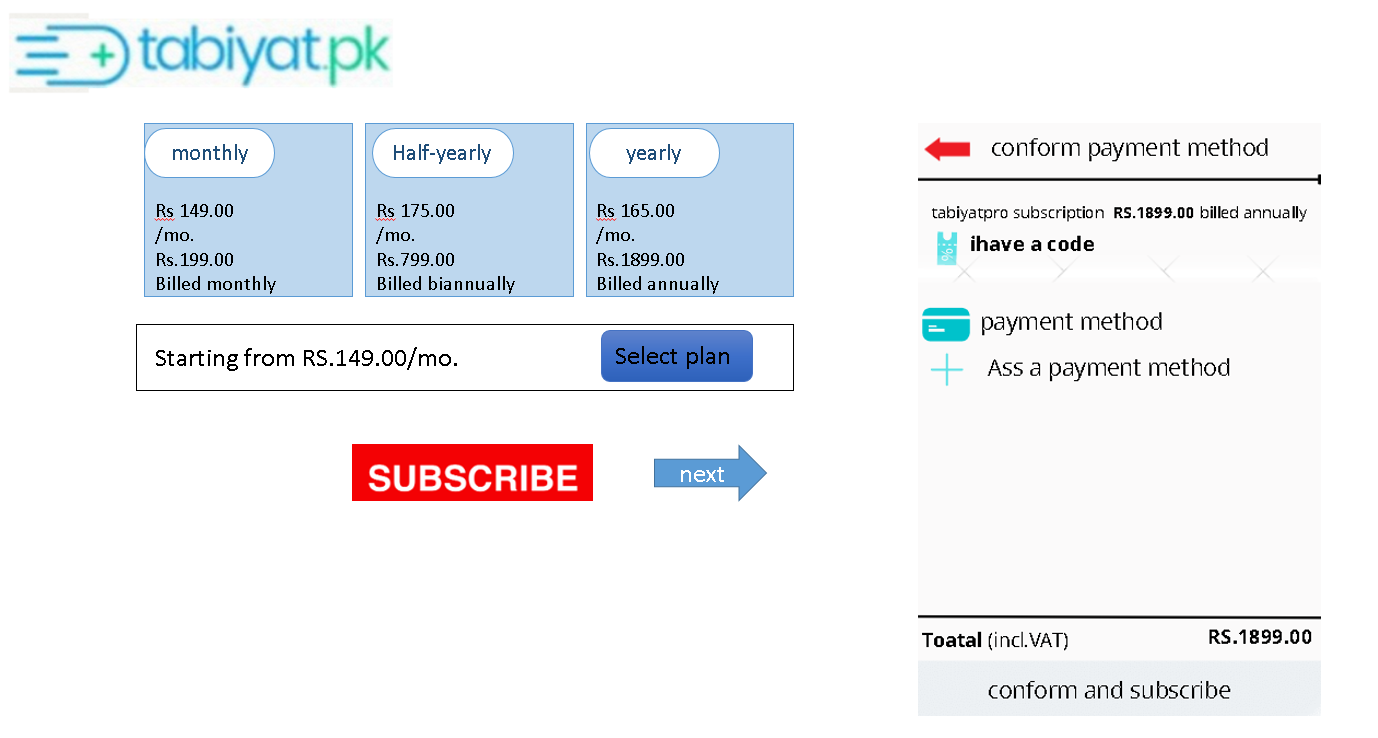 tabiyat.pk
monthly
Rs 149.00
/mo.
Rs.199.00
Billed monthly
Half-yearly
Rs 175.00
/mo.
Rs.799.00
Billed biannually
yearly
Rs 165.00
/mo.
Rs.1899.00
Billed annually
Starting from RS.149.00/mo.
Select plan
SUBSCRIBE
next
conform payment method
tabiyatpro subscription RS.1899.00 billed annually
ihave a code
payment method
Ass a payment method
Toatal (incl.VAT) RS.1899.00
conform and subscribe